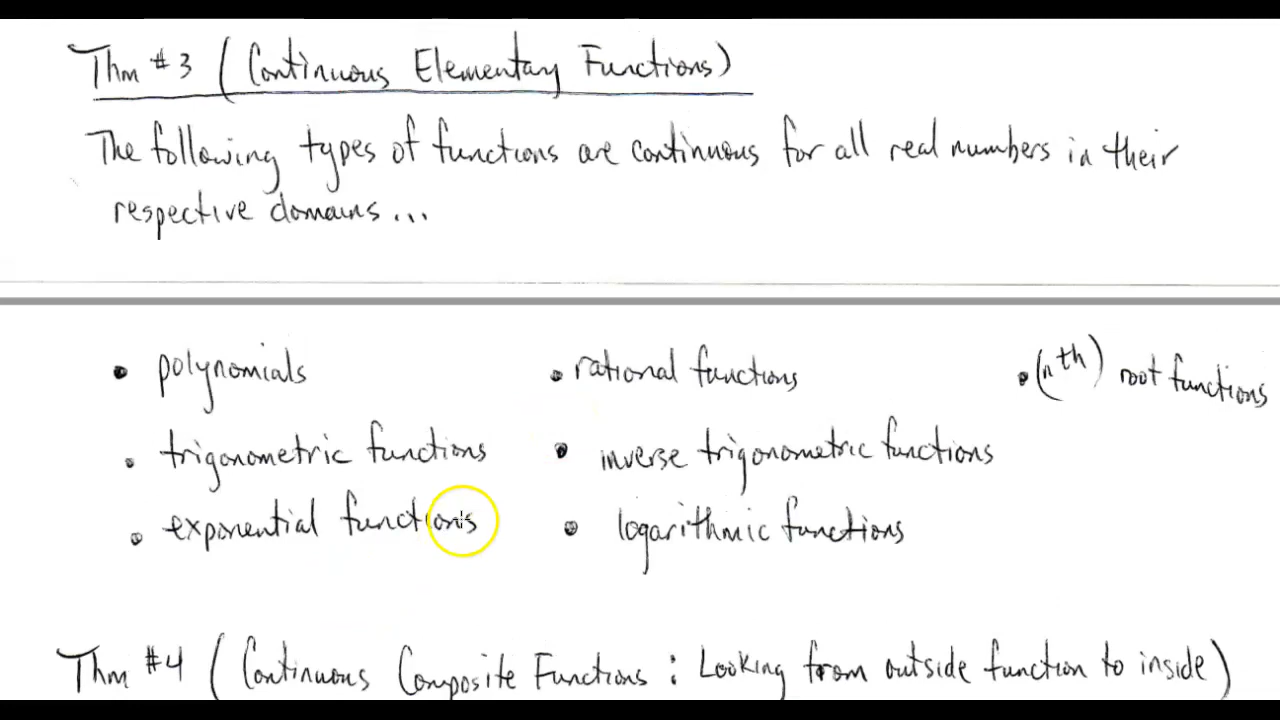 Thm #3 (Continuous Elementary Functions)
The following types of functions are continuous for all real numbers in their
respective domains...
• polynomials • rational functions • (nth) root functions
• trigonometric functions • inverse trigonometric functions
• exponential functions • logarithmic functions
Thm #4 (Continuous Composite Functions : Looking from outside function to inside)